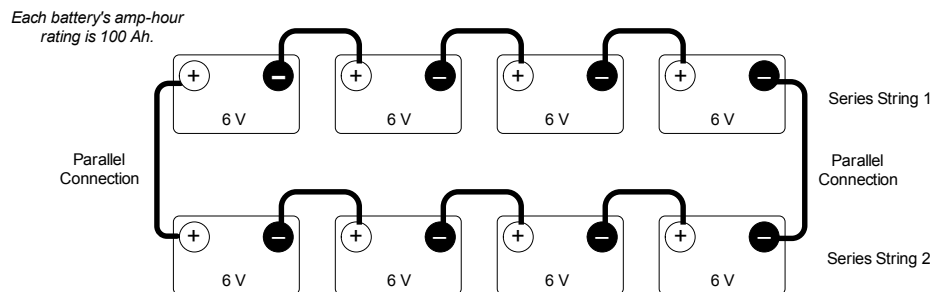 Each battery's amp-hour
rating is 100 Ah.
+ – + – + – + –
6 V 6 V 6 V 6 V
Series String 1
Parallel
Connection
Parallel
Connection
+ – + – + – + –
6 V 6 V 6 V 6 V
Series String 2